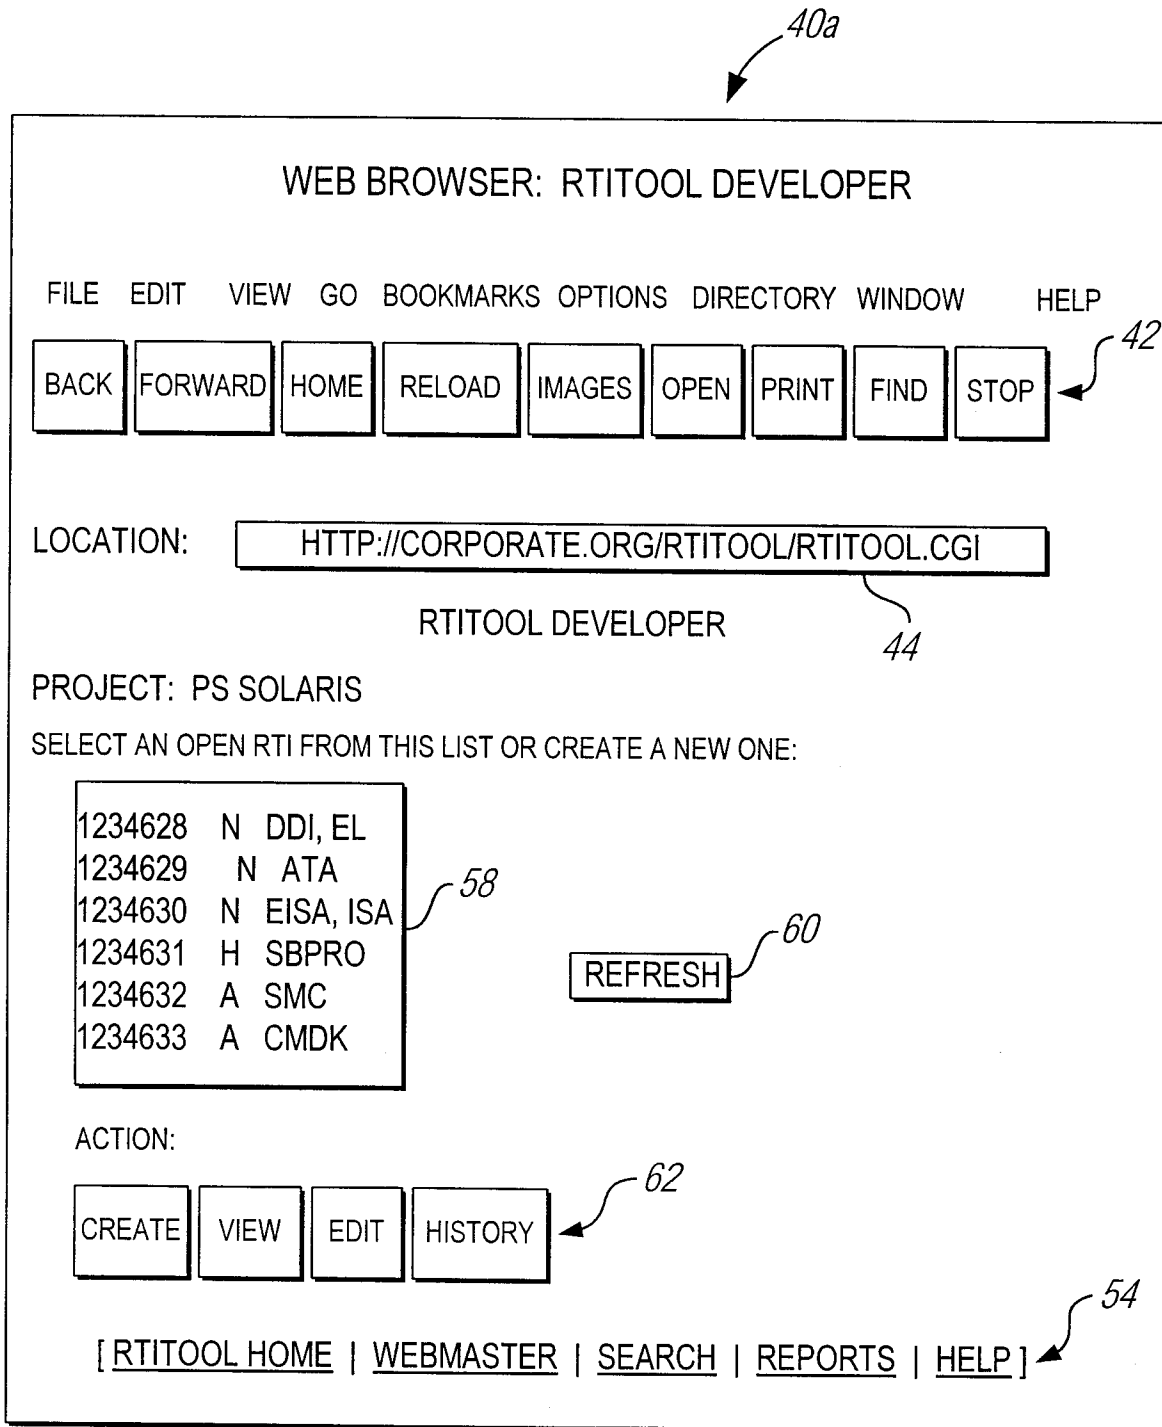 40a
WEB BROWSER: RTITOOL DEVELOPER
FILE EDIT VIEW GO BOOKMARKS OPTIONS DIRECTORY WINDOW HELP
42
BACK FORWARD HOME RELOAD IMAGES OPEN PRINT FIND STOP
LOCATION: HTTP://CORPORATE.ORG/RTITOOL/RTITOOL.CGI
44
RTITOOL DEVELOPER
PROJECT: PS SOLARIS
SELECT AN OPEN RTI FROM THIS LIST OR CREATE A NEW ONE:
1234628 N DDI, EL
1234629 N ATA
1234630 N EISA, ISA
1234631 H SBPRO
1234632 A SMC
1234633 A CMDK
58
60
REFRESH
ACTION:
62
CREATE VIEW EDIT HISTORY
54
[ RTITOOL HOME | WEBMASTER | SEARCH | REPORTS | HELP ]